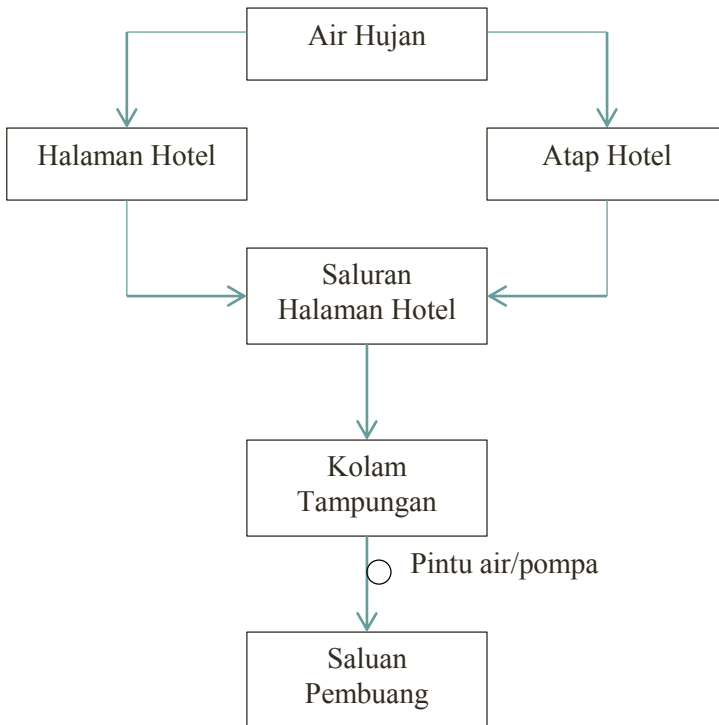 Air Hujan
Halaman Hotel
Atap Hotel
Saluran
Halaman Hotel
Kolam
Tampungan
Pintu air/pompa
Saluan
Pembuang